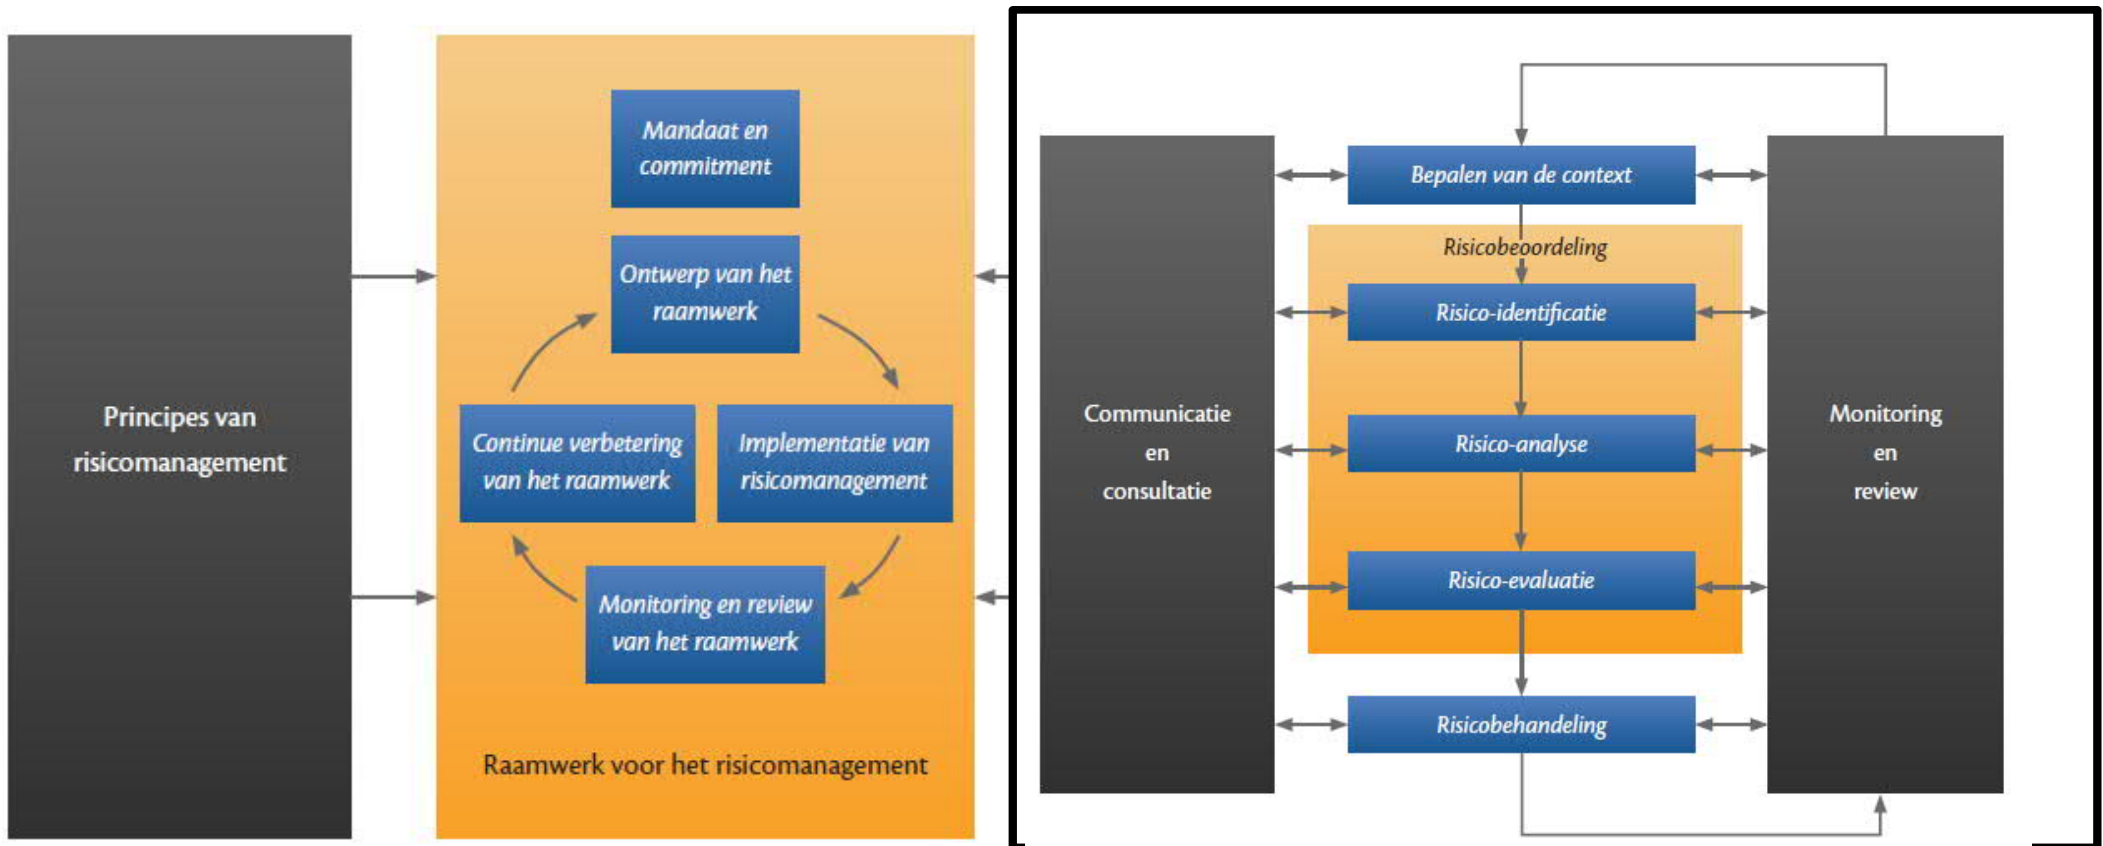 Principes van
risicomanagement
Mandaat en
commitment
Ontwerp van het
raamwerk
Continue verbetering
van het raamwerk
Implementatie van
risicomanagement
Monitoring en review
van het raamwerk
Raamwerk voor het risicomanagement
Communicatie
en
consultatie
Bepalen van de context
Risicobeoordeling
Risico-identificatie
Risico-analyse
Risico-evaluatie
Risicobehandeling
Monitoring
en
review